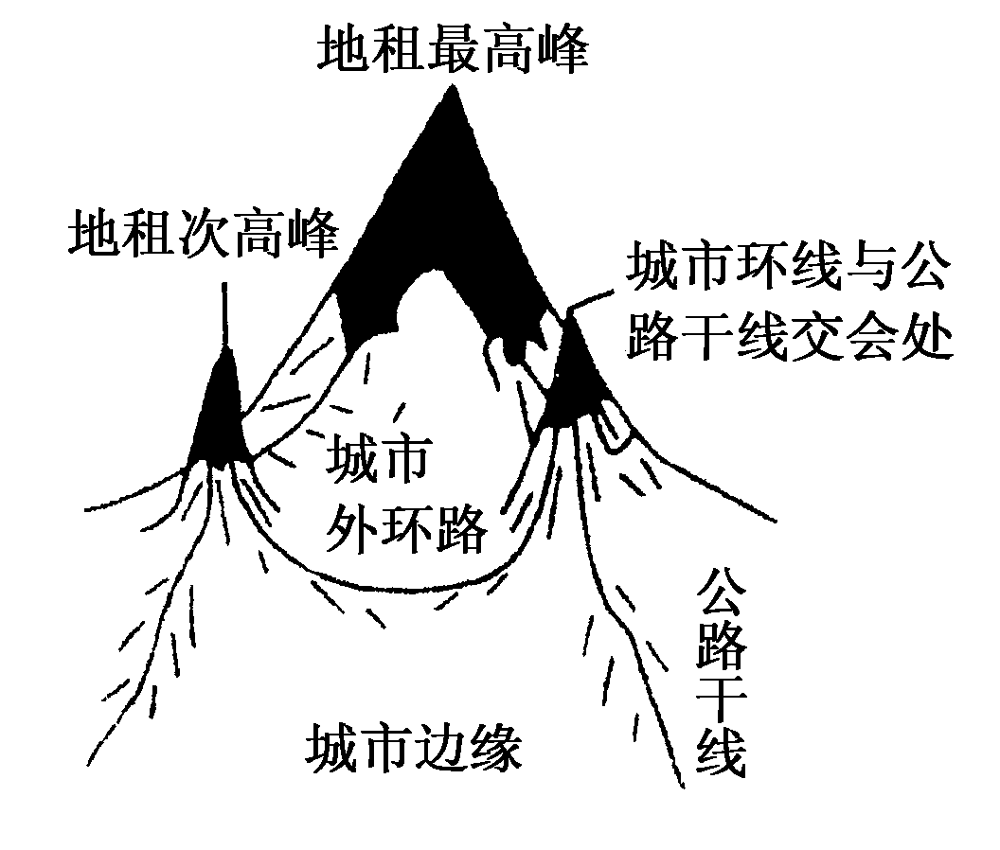 地租最高峰
地租次高峰
城市环线与公
路干线交会处
城市
外环路
公路干线
城市边缘